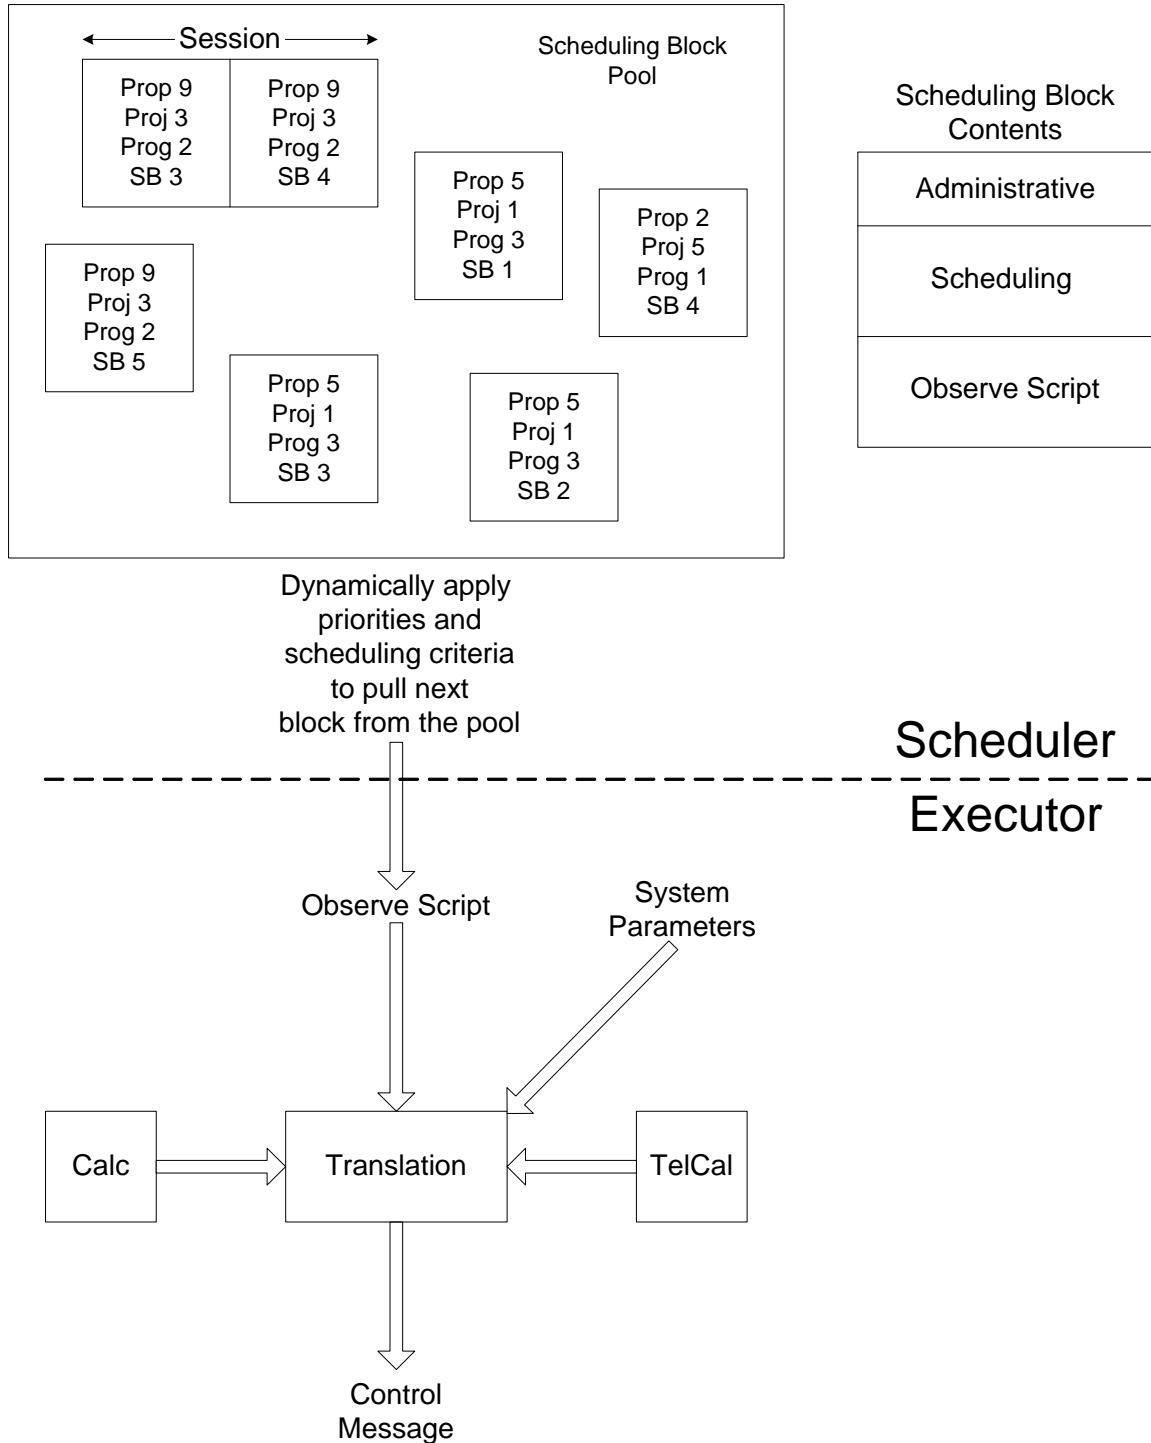 Session
Scheduling Block
Pool
Prop 9
Proj 3
Prog 2
SB 3
Prop 9
Proj 3
Prog 2
SB 4
Prop 5
Proj 1
Prog 3
SB 1
Prop 2
Proj 5
Prog 1
SB 4
Prop 9
Proj 3
Prog 2
SB 5
Prop 5
Proj 1
Prog 3
SB 3
Prop 5
Proj 1
Prog 3
SB 2
Scheduling Block
Contents
Administrative
Scheduling
Observe Script
Dynamically apply
priorities and
scheduling criteria
to pull next
block from the pool
Scheduler
Executor
Observe Script
System
Parameters
Calc
Translation
TelCal
Control
Message